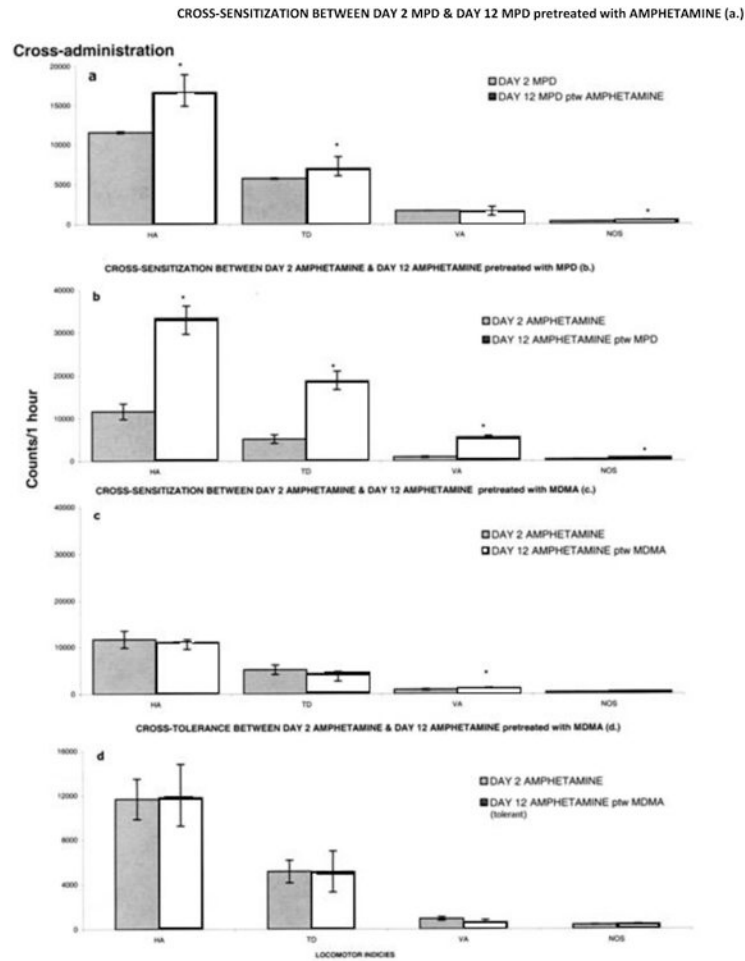 CROSS-SENSITIZATION BETWEEN DAY 2 MPD & DAY 12 MPD pretreated with AMPHETAMINE (a.)
Cross-administration
a
20000
15000
10000
5000
0
*
*
*
DAY 2 MPD
DAY 12 MPD ptw AMPHETAMINE
HA TD VA NOS
CROSS-SENSITIZATION BETWEEN DAY 2 AMPHETAMINE & DAY 12 AMPHETAMINE pretreated with MPD (b.)
b
40000
30000
20000
10000
0
*
*
*
*
DAY 2 AMPHETAMINE
DAY 12 AMPHETAMINE ptw MPD
HA TD VA NOS
Counts/1 hour
CROSS-SENSITIZATION BETWEEN DAY 2 AMPHETAMINE & DAY 12 AMPHETAMINE pretreated with MDMA (c.)
c
40000
30000
20000
10000
0
*
DAY 2 AMPHETAMINE
DAY 12 AMPHETAMINE ptw MDMA
HA TD VA NOS
CROSS-TOLERANCE BETWEEN DAY 2 AMPHETAMINE & DAY 12 AMPHETAMINE pretreated with MDMA (d.)
d
16000
12000
8000
4000
0
DAY 2 AMPHETAMINE
DAY 12 AMPHETAMINE ptw MDMA
(tolerant)
HA TD VA NOS
LOCOMOTOR INDICIES